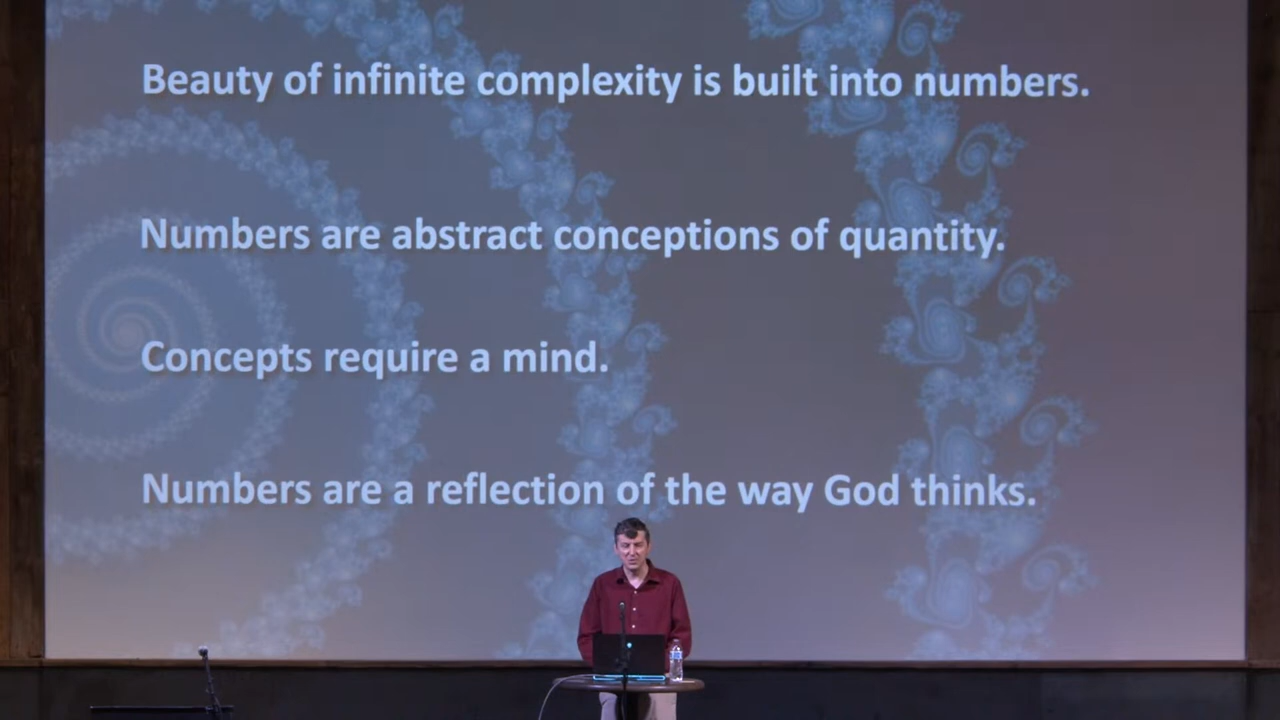 Beauty of infinite complexity is built into numbers.
Numbers are abstract conceptions of quantity.
Concepts require a mind.
Numbers are a reflection of the way God thinks.